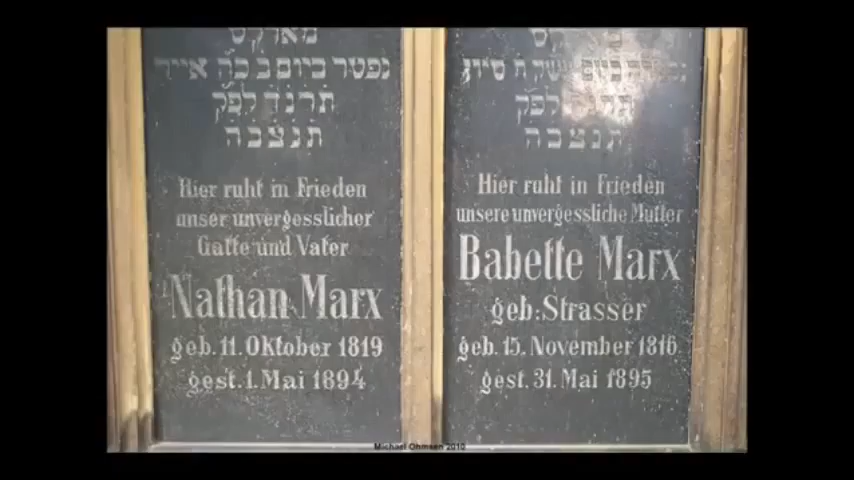 מארקס
נפטר ביום ב כה אייר
תרנד לפק
תנצבה
Hier ruht in Frieden
unser unvergesslicher
Gatte und Vater
Nathan Marx
geb. 11. Oktober 1819
gest. 1. Mai 1894
לפק
תנצבה
Hier ruht in Frieden
unsere unvergessliche Mutter
Babette Marx
geb: Strasser
geb. 15. November 1816
gest. 31. Mai 1895
Michael Ohmsen 2010